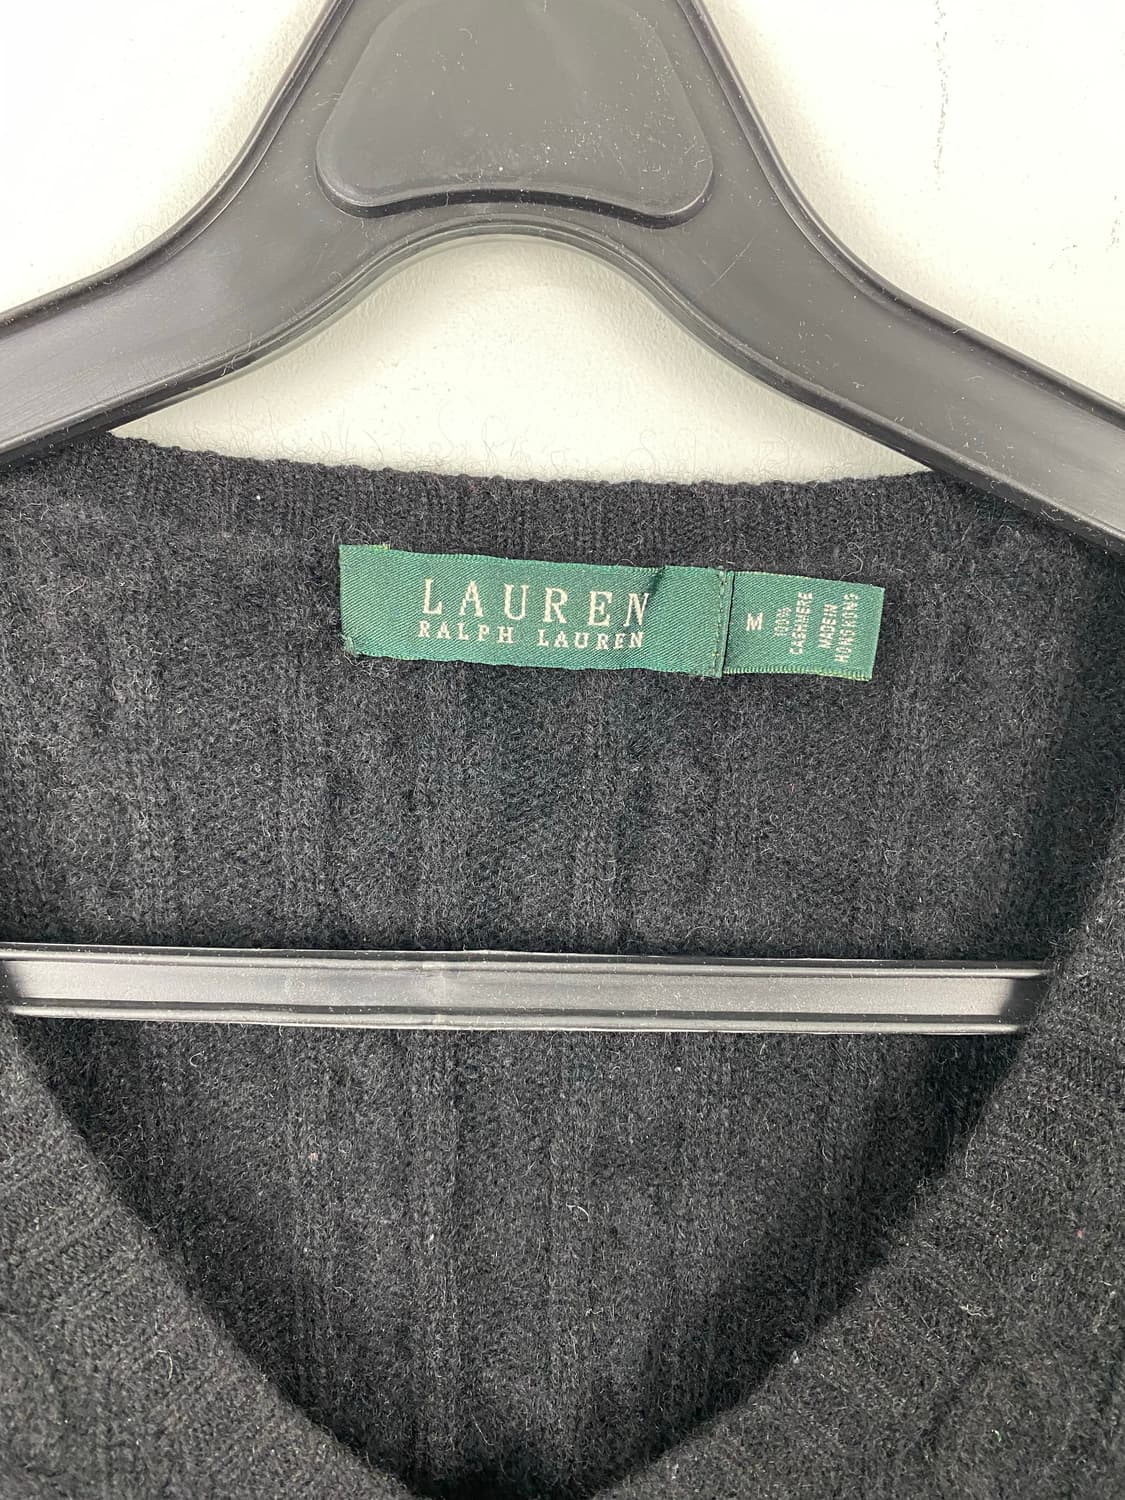 LAUREN
RALPH LAUREN
M
100%
CASHMERE
MADE IN
HONG KONG